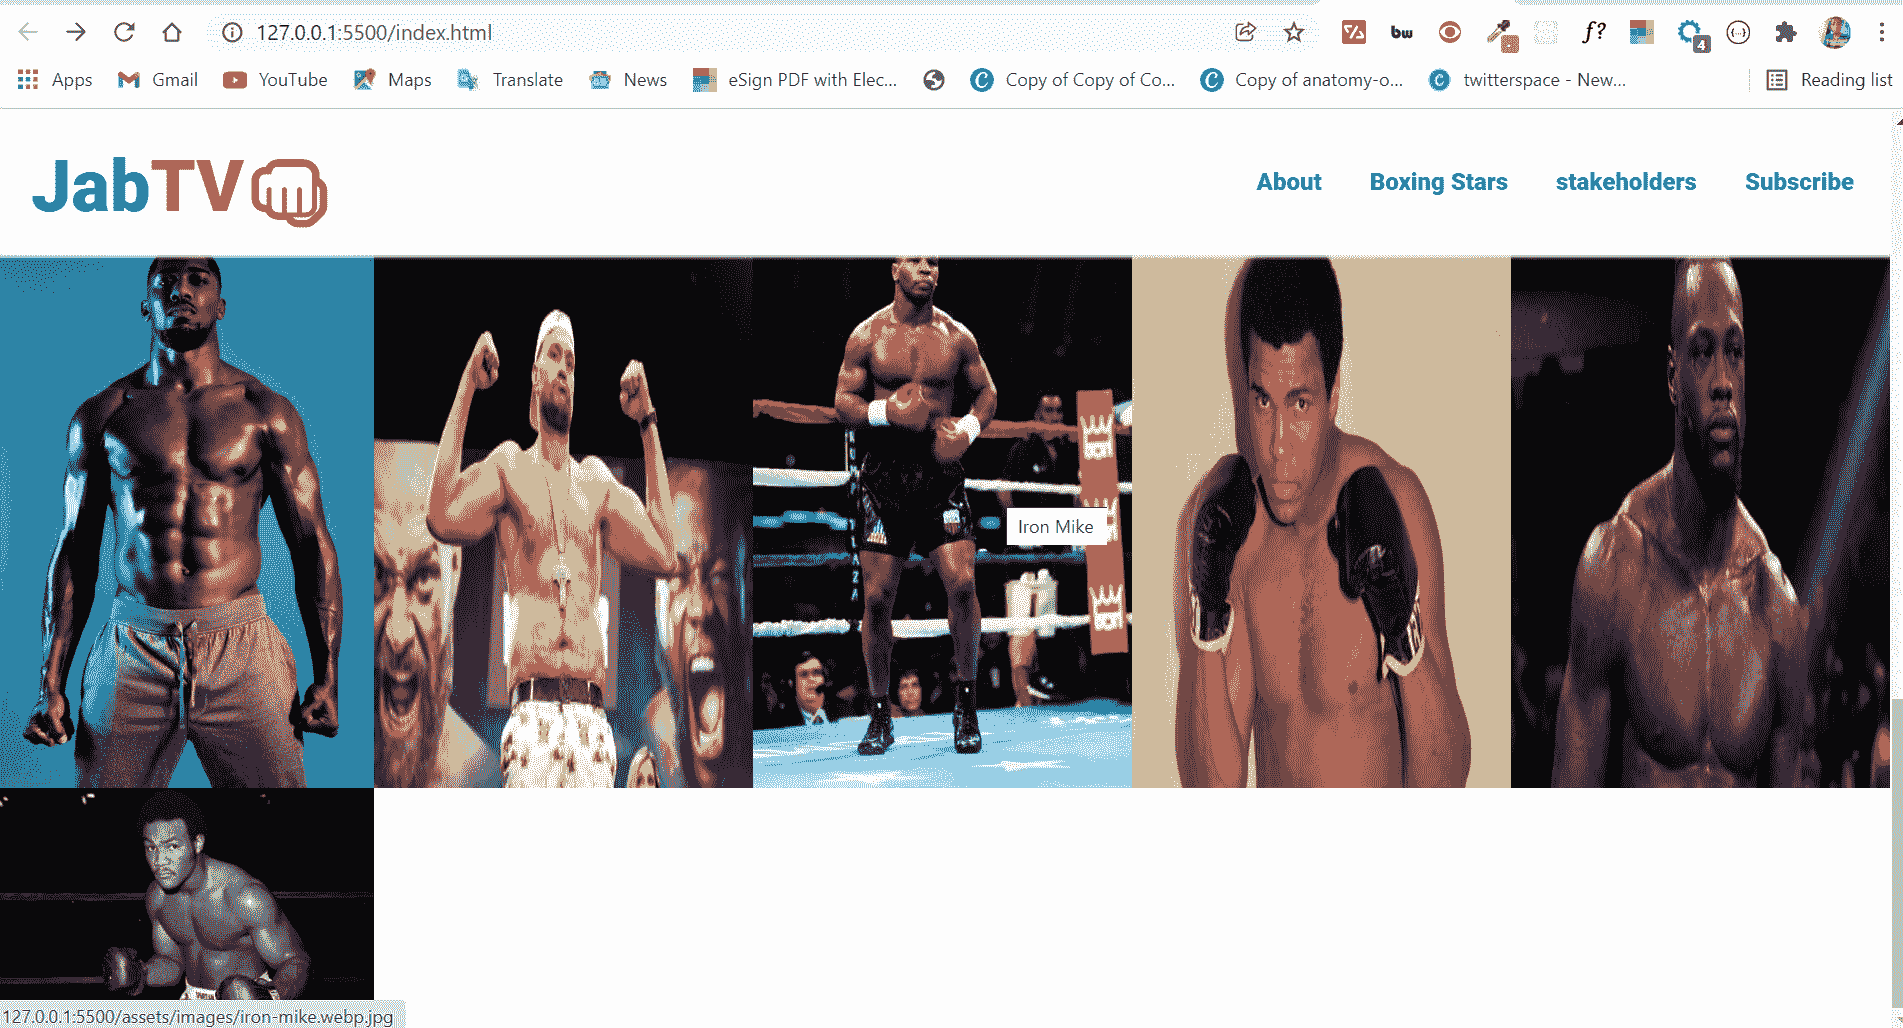 127.0.0.1:5500/index.html
f?
bw
4
Apps Gmail YouTube Maps Translate News eSign PDF with Elec... Copy of Copy of Co... Copy of anatomy-o... twitterspace - New... Reading list
JabTV About Boxing Stars stakeholders Subscribe
Iron Mike
127.0.0.1:5500/assets/images/iron-mike.webp.jpg